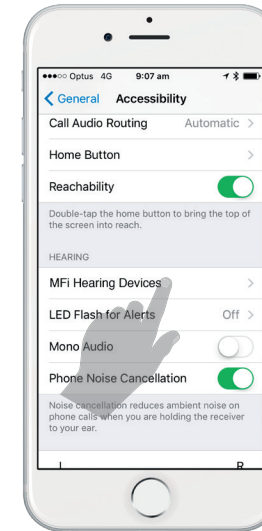 Optus 4G 9:07 am
General Accessibility
Call Audio Routing Automatic
Home Button
Reachability
Double-tap the home button to bring the top of
the screen into reach.
HEARING
MFi Hearing Devices
LED Flash for Alerts Off
Mono Audio
Phone Noise Cancellation
Noise cancellation reduces ambient noise on
phone calls when you are holding the receiver
to your ear.